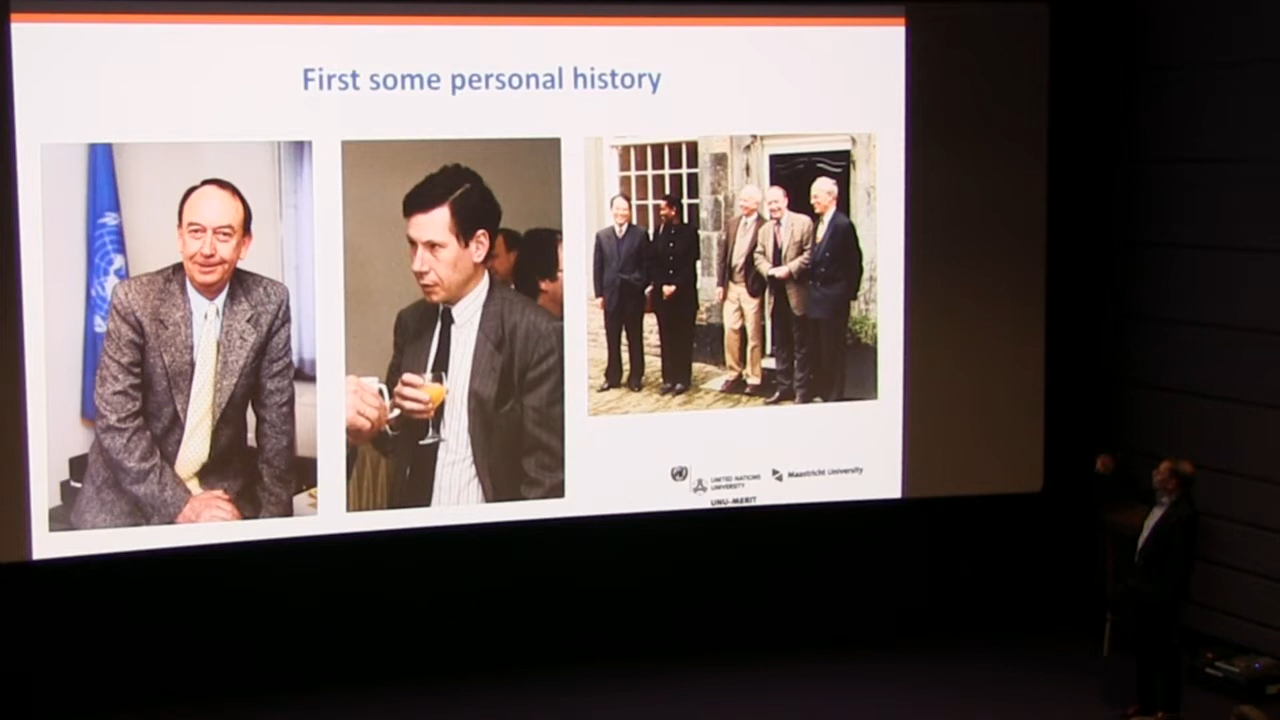 First some personal history
UNITED NATIONS
UNIVERSITY
Maastricht University
UNU-MERIT